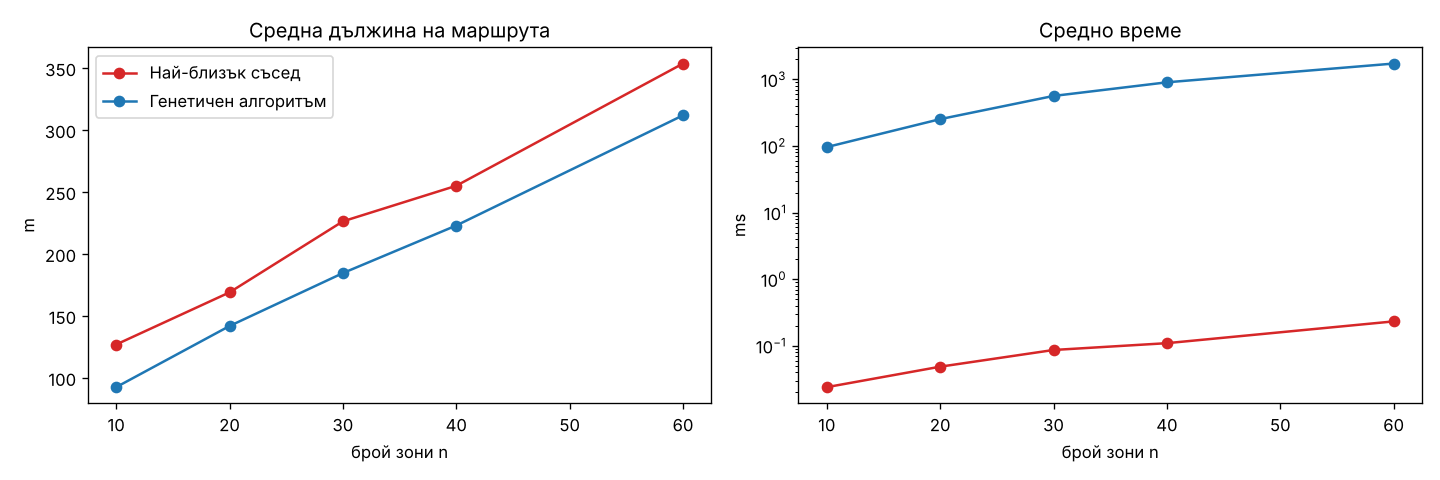 Средна дължина на маршрута
Най-близък съсед
Генетичен алгоритъм
350
300
250
200
150
100
m
10
20
30
40
50
60
брой зони n
Средно време
10³
10²
10¹
10⁰
10⁻¹
ms
10
20
30
40
50
60
брой зони n